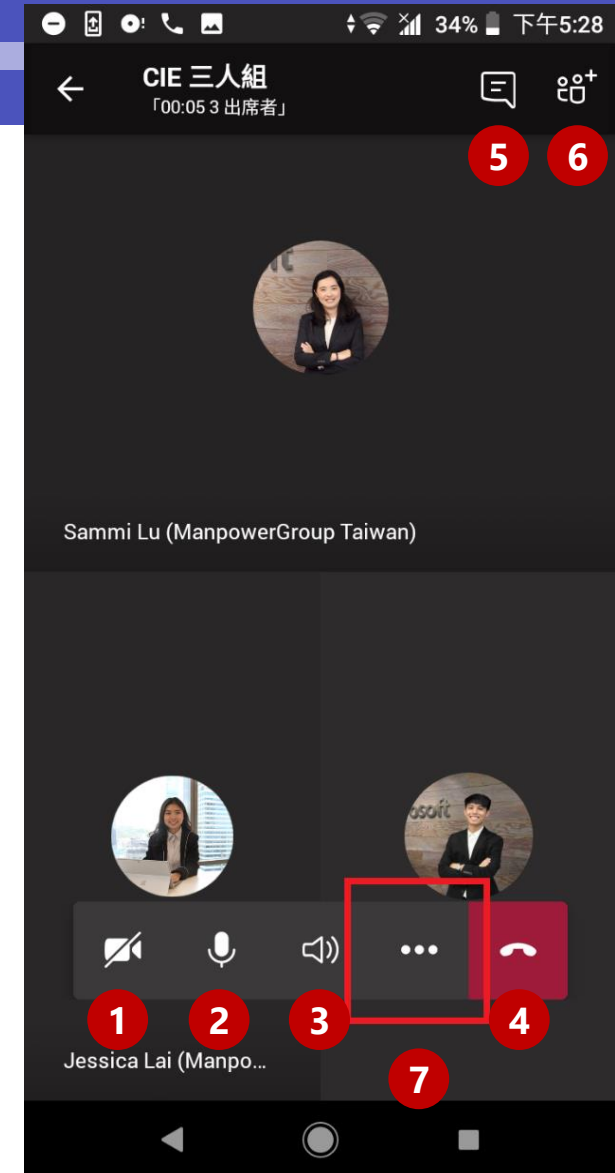 34% 下午5:28
CIE 三人組
「00:05 3 出席者」
5 6
Sammi Lu (ManpowerGroup Taiwan)
osoft
1 2 3 4
Jessica Lai (Manpo...
7